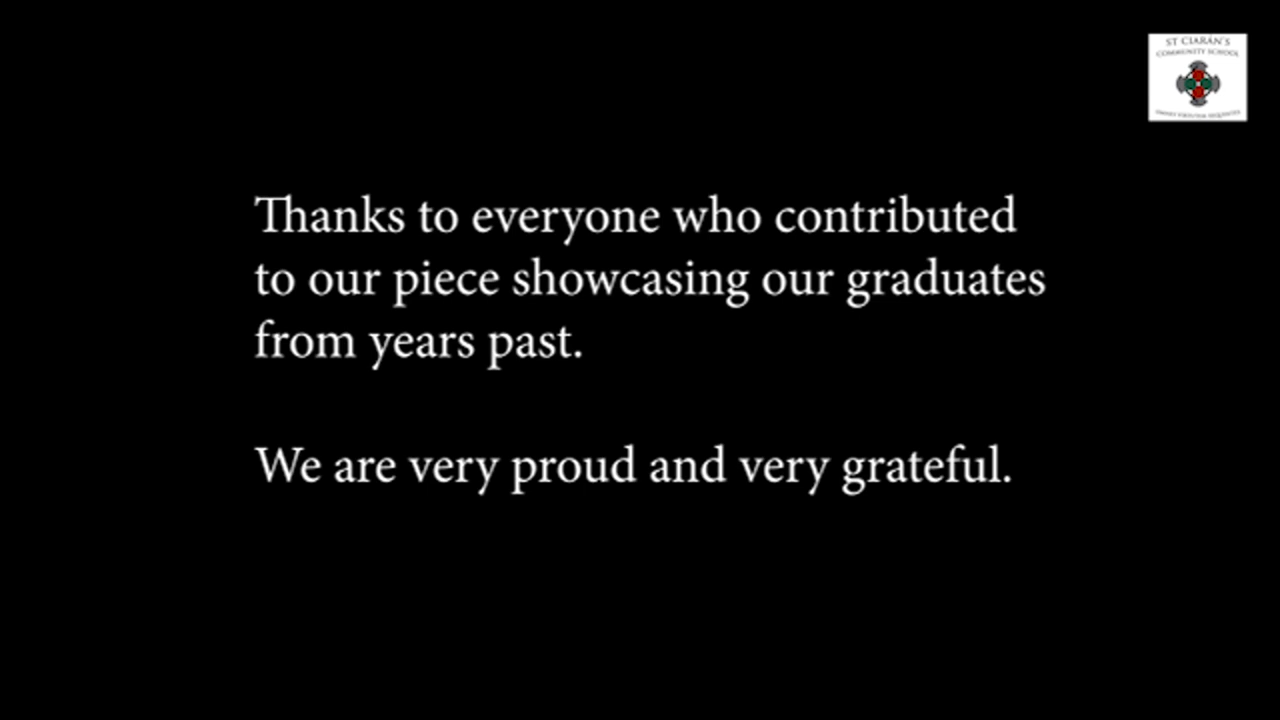 ST CIARÁN'S
COMMUNITY SCHOOL
Thanks to everyone who contributed
to our piece showcasing our graduates
from years past.
We are very proud and very grateful.